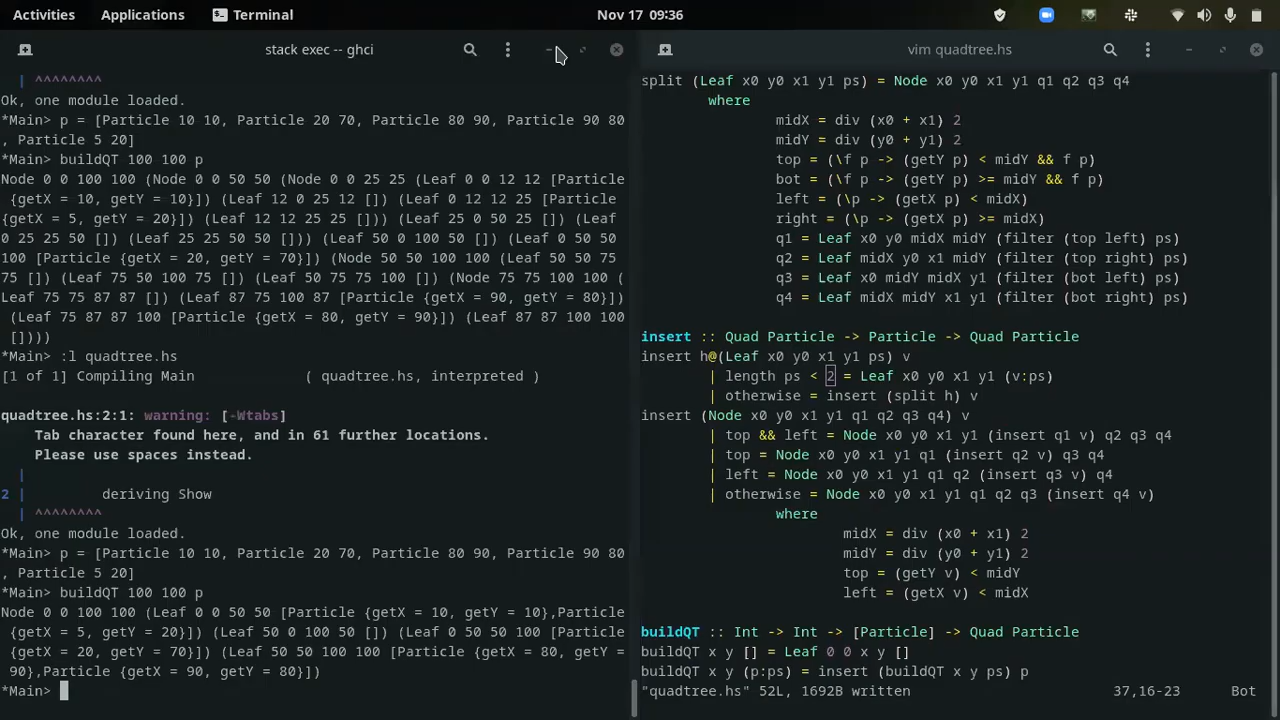 Activities Applications Terminal Nov 17 09:36
stack exec -- ghci
| ^^^^^^^^
Ok, one module loaded.
*Main> p = [Particle 10 10, Particle 20 70, Particle 80 90, Particle 90 80
, Particle 5 20]
*Main> buildQT 100 100 p
Node 0 0 100 100 (Node 0 0 50 50 (Node 0 0 25 25 (Leaf 0 0 12 12 [Particle
{getX = 10, getY = 10}]) (Leaf 12 0 25 12 []) (Leaf 0 12 12 25 [Particle
{getX = 5, getY = 20}]) (Leaf 12 12 25 25 [])) (Leaf 25 0 50 25 []) (Leaf
0 25 25 50 []) (Leaf 25 25 50 50 [])) (Leaf 50 0 100 50 []) (Leaf 0 50 50
100 [Particle {getX = 20, getY = 70}]) (Node 50 50 100 100 (Leaf 50 50 75
75 []) (Leaf 75 50 100 75 []) (Leaf 50 75 75 100 []) (Node 75 75 100 100 (
Leaf 75 75 87 87 []) (Leaf 87 75 100 87 [Particle {getX = 90, getY = 80}])
(Leaf 75 87 87 100 [Particle {getX = 80, getY = 90}]) (Leaf 87 87 100 100
[])))
*Main> :l quadtree.hs
[1 of 1] Compiling Main ( quadtree.hs, interpreted )
quadtree.hs:2:1: warning: [-Wtabs]
Tab character found here, and in 61 further locations.
Please use spaces instead.
|
2 | deriving Show
| ^^^^^^^^
Ok, one module loaded.
*Main> p = [Particle 10 10, Particle 20 70, Particle 80 90, Particle 90 80
, Particle 5 20]
*Main> buildQT 100 100 p
Node 0 0 100 100 (Leaf 0 0 50 50 [Particle {getX = 10, getY = 10},Particle
{getX = 5, getY = 20}]) (Leaf 50 0 100 50 []) (Leaf 0 50 50 100 [Particle
{getX = 20, getY = 70}]) (Leaf 50 50 100 100 [Particle {getX = 80, getY =
90},Particle {getX = 90, getY = 80}])
*Main>
vim quadtree.hs
split (Leaf x0 y0 x1 y1 ps) = Node x0 y0 x1 y1 q1 q2 q3 q4
where
midX = div (x0 + x1) 2
midY = div (y0 + y1) 2
top = (\f p -> (getY p) < midY && f p)
bot = (\f p -> (getY p) >= midY && f p)
left = (\p -> (getX p) < midX)
right = (\p -> (getX p) >= midX)
q1 = Leaf x0 y0 midX midY (filter (top left) ps)
q2 = Leaf midX y0 x1 midY (filter (top right) ps)
q3 = Leaf x0 midY midX y1 (filter (bot left) ps)
q4 = Leaf midX midY x1 y1 (filter (bot right) ps)
insert :: Quad Particle -> Particle -> Quad Particle
insert h@(Leaf x0 y0 x1 y1 ps) v
| length ps < 2 = Leaf x0 y0 x1 y1 (v:ps)
| otherwise = insert (split h) v
insert (Node x0 y0 x1 y1 q1 q2 q3 q4) v
| top && left = Node x0 y0 x1 y1 (insert q1 v) q2 q3 q4
| top = Node x0 y0 x1 y1 q1 (insert q2 v) q3 q4
| left = Node x0 y0 x1 y1 q1 q2 (insert q3 v) q4
| otherwise = Node x0 y0 x1 y1 q1 q2 q3 (insert q4 v)
where
midX = div (x0 + x1) 2
midY = div (y0 + y1) 2
top = (getY v) < midY
left = (getX v) < midX
buildQT :: Int -> Int -> [Particle] -> Quad Particle
buildQT x y [] = Leaf 0 0 x y []
buildQT x y (p:ps) = insert (buildQT x y ps) p
"quadtree.hs" 52L, 1692B written 37,16-23 Bot